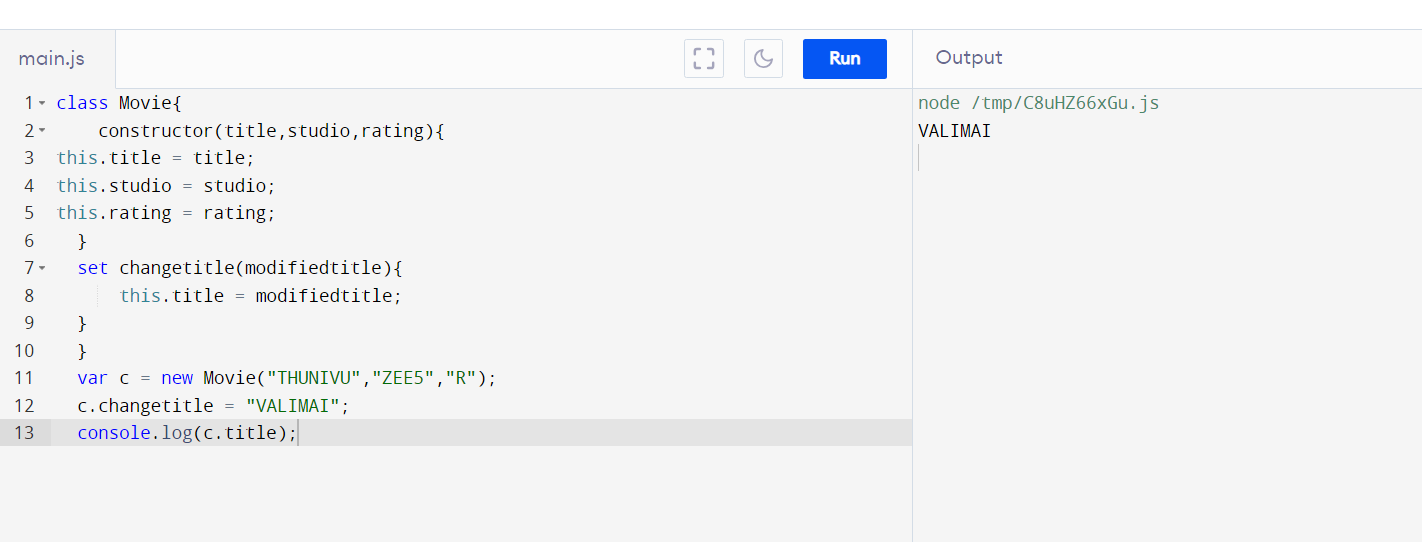 main.js
Run
Output
1 class Movie{
2 constructor(title,studio,rating){
3 this.title = title;
4 this.studio = studio;
5 this.rating = rating;
6 }
7 set changetitle(modifiedtitle){
8 this.title = modifiedtitle;
9 }
10 }
11 var c = new Movie("THUNIVU","ZEE5","R");
12 c.changetitle = "VALIMAI";
13 console.log(c.title);
node /tmp/C8uHZ66xGu.js
VALIMAI